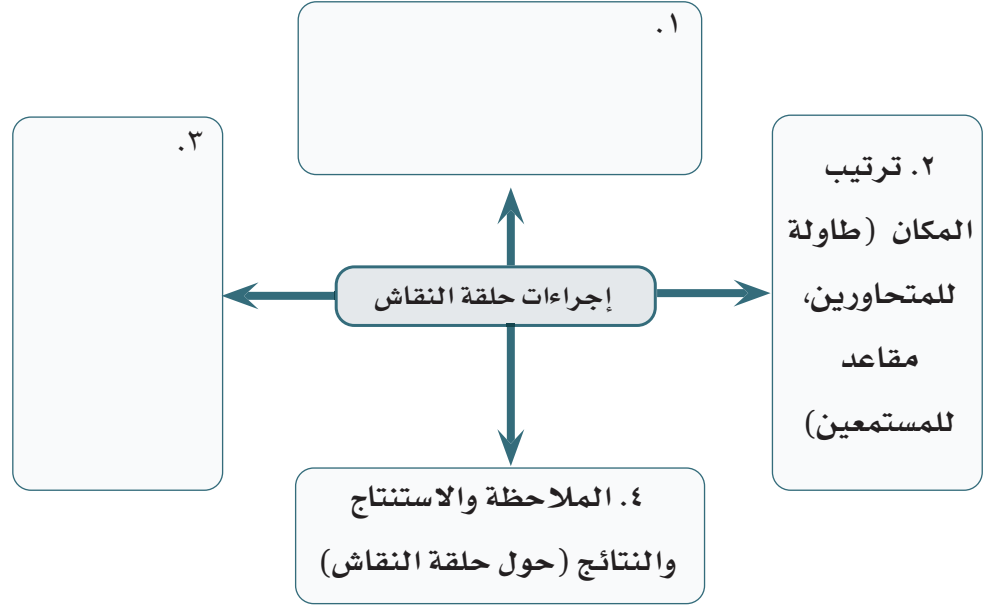 ١.
٢. ترتيب
المكان (طاولة
للمتحاورين،
مقاعد
للمستمعين)
٣.
إجراءات حلقة النقاش
٤. الملاحظة والاستنتاج
والنتائج (حول حلقة النقاش)